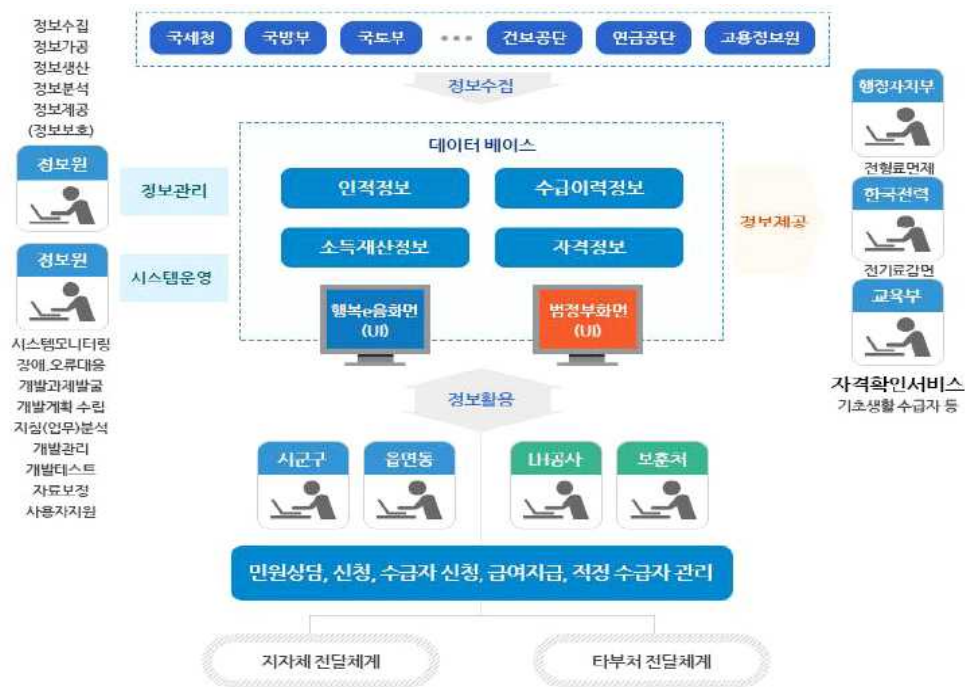 정보수집
정보가공
정보생산
정보분석
정보제공
(정보보호)
국세청 국방부 국토부 ••• 건보공단 연금공단 고용정보원
정보수집
데이터 베이스
인적정보 수급이력정보
소득재산정보 자격정보
행복e음화면
(UI)
범정부화면
(UI)
정보원
정보관리
정보원
시스템운영
시스템모니터링
장애,오류대응
개발과제발굴
개발계획 수립
지침(업무)분석
개발관리
개발테스트
자료보정
사용자지원
정보제공
행정자치부
전형료면제
한국전력
전기료감면
교육부
자격확인서비스
기초생활 수급자 등
정보활용
시군구 읍면동 LH공사 보훈처
민원상담, 신청, 수급자 신청, 급여지급, 적정 수급자 관리
지자체 전달체계 타부처 전달체계